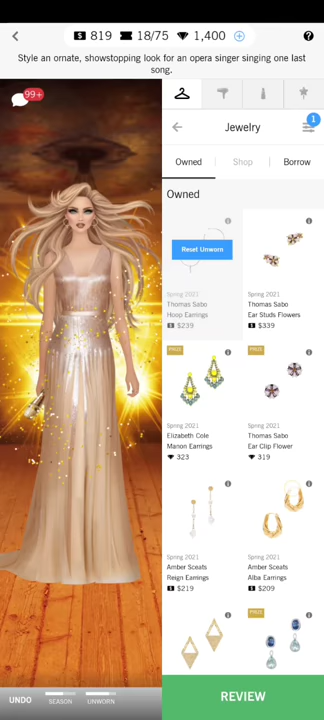 819
18/75
1,400
Style an ornate, showstopping look for an opera singer singing one last
song.
99+
1
Jewelry
Owned
Shop
Borrow
Owned
Reset Unworn
Spring 2021
Thomas Sabo
Hoop Earrings
$239
Spring 2021
Thomas Sabo
Ear Studs Flowers
$339
PRIZE
Spring 2021
Elizabeth Cole
Manon Earrings
323
PRIZE
Spring 2021
Thomas Sabo
Ear Clip Flower
319
Spring 2021
Amber Sceats
Reign Earrings
$219
Spring 2021
Amber Sceats
Alba Earrings
$209
PRIZE
UNDO
SEASON
UNWORN
REVIEW